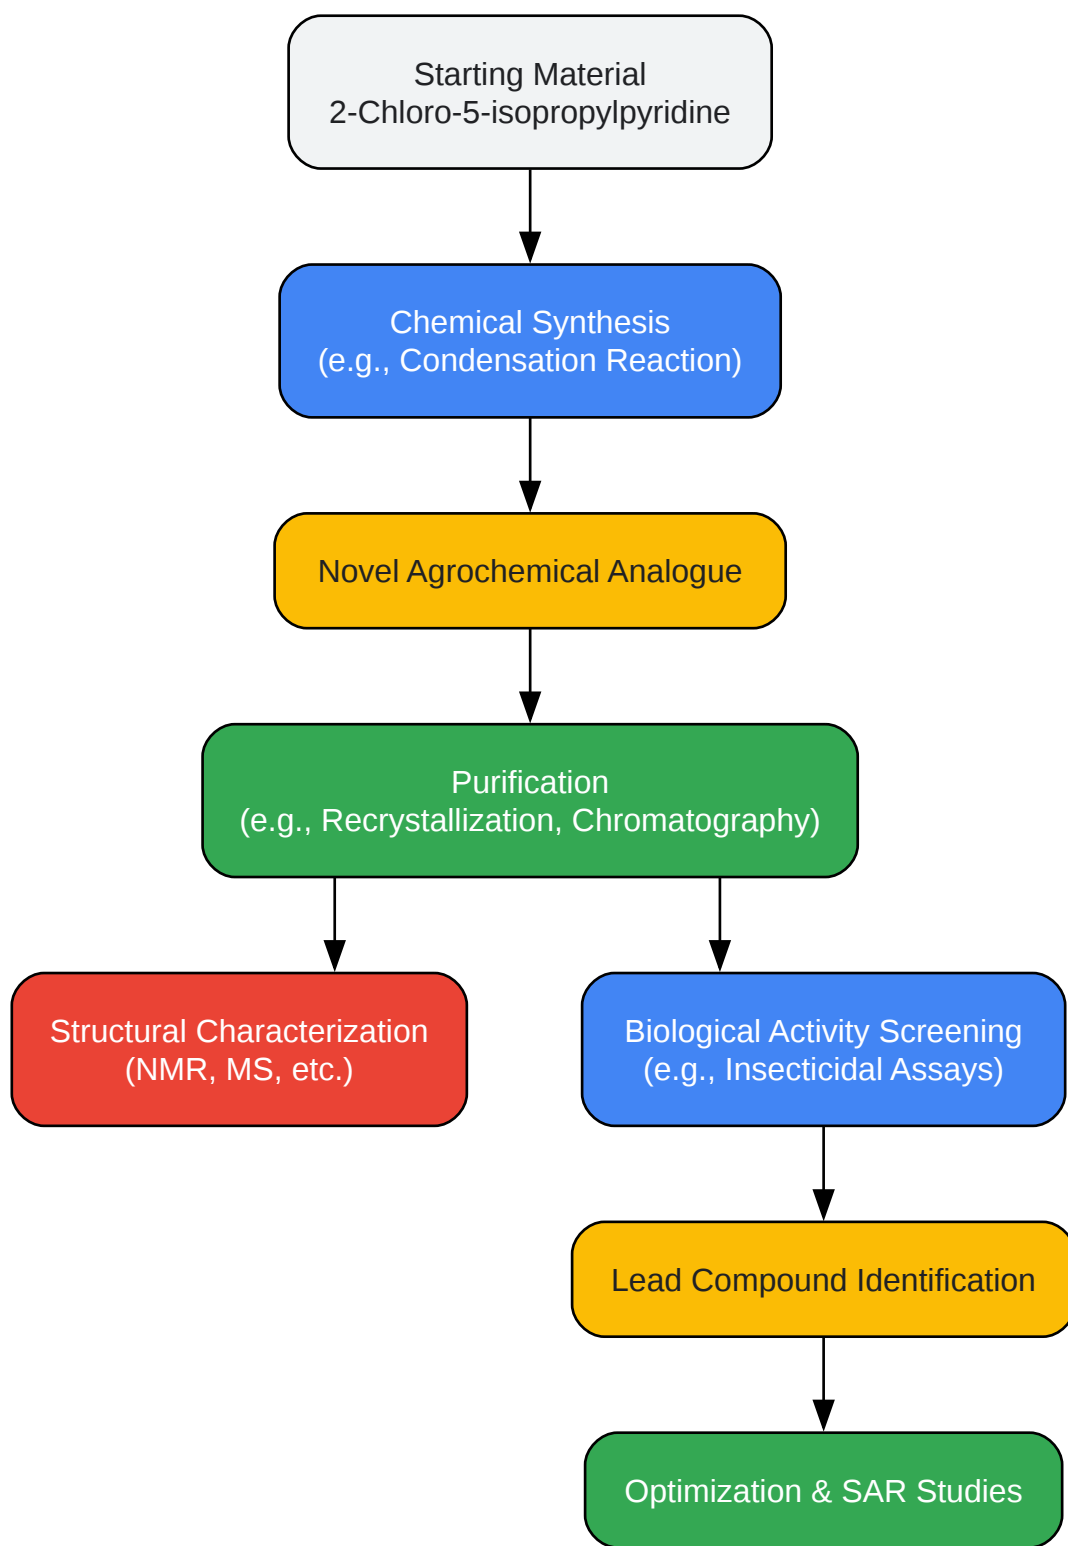 Starting Material
2-Chloro-5-isopropylpyridine
Chemical Synthesis
(e.g., Condensation Reaction)
Novel Agrochemical Analogue
Purification
(e.g., Recrystallization, Chromatography)
Structural Characterization
(NMR, MS, etc.)
Biological Activity Screening
(e.g., Insecticidal Assays)
Lead Compound Identification
Optimization & SAR Studies